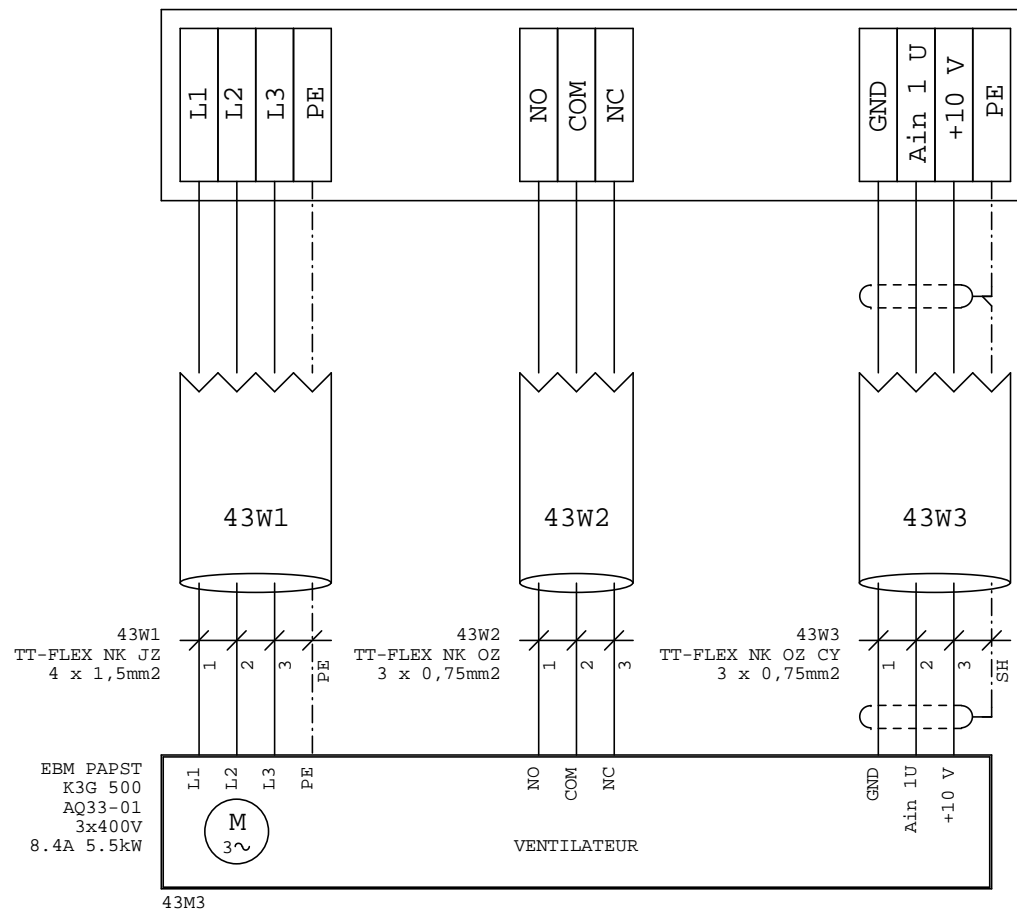 L1 L2 L3 PE
NO COM NC
GND Ain 1 U +10 V PE
43W1
43W2
43W3
43W1
TT-FLEX NK JZ
4 x 1,5mm2
1 2 3 PE
43W2
TT-FLEX NK OZ
3 x 0,75mm2
1 2 3
43W3
TT-FLEX NK OZ CY
3 x 0,75mm2
1 2 3 SH
EBM PAPST
K3G 500
AQ33-01
3x400V
8.4A 5.5kW
L1 L2 L3 PE
M
3~
NO COM NC
VENTILATEUR
GND Ain 1U +10 V
43M3